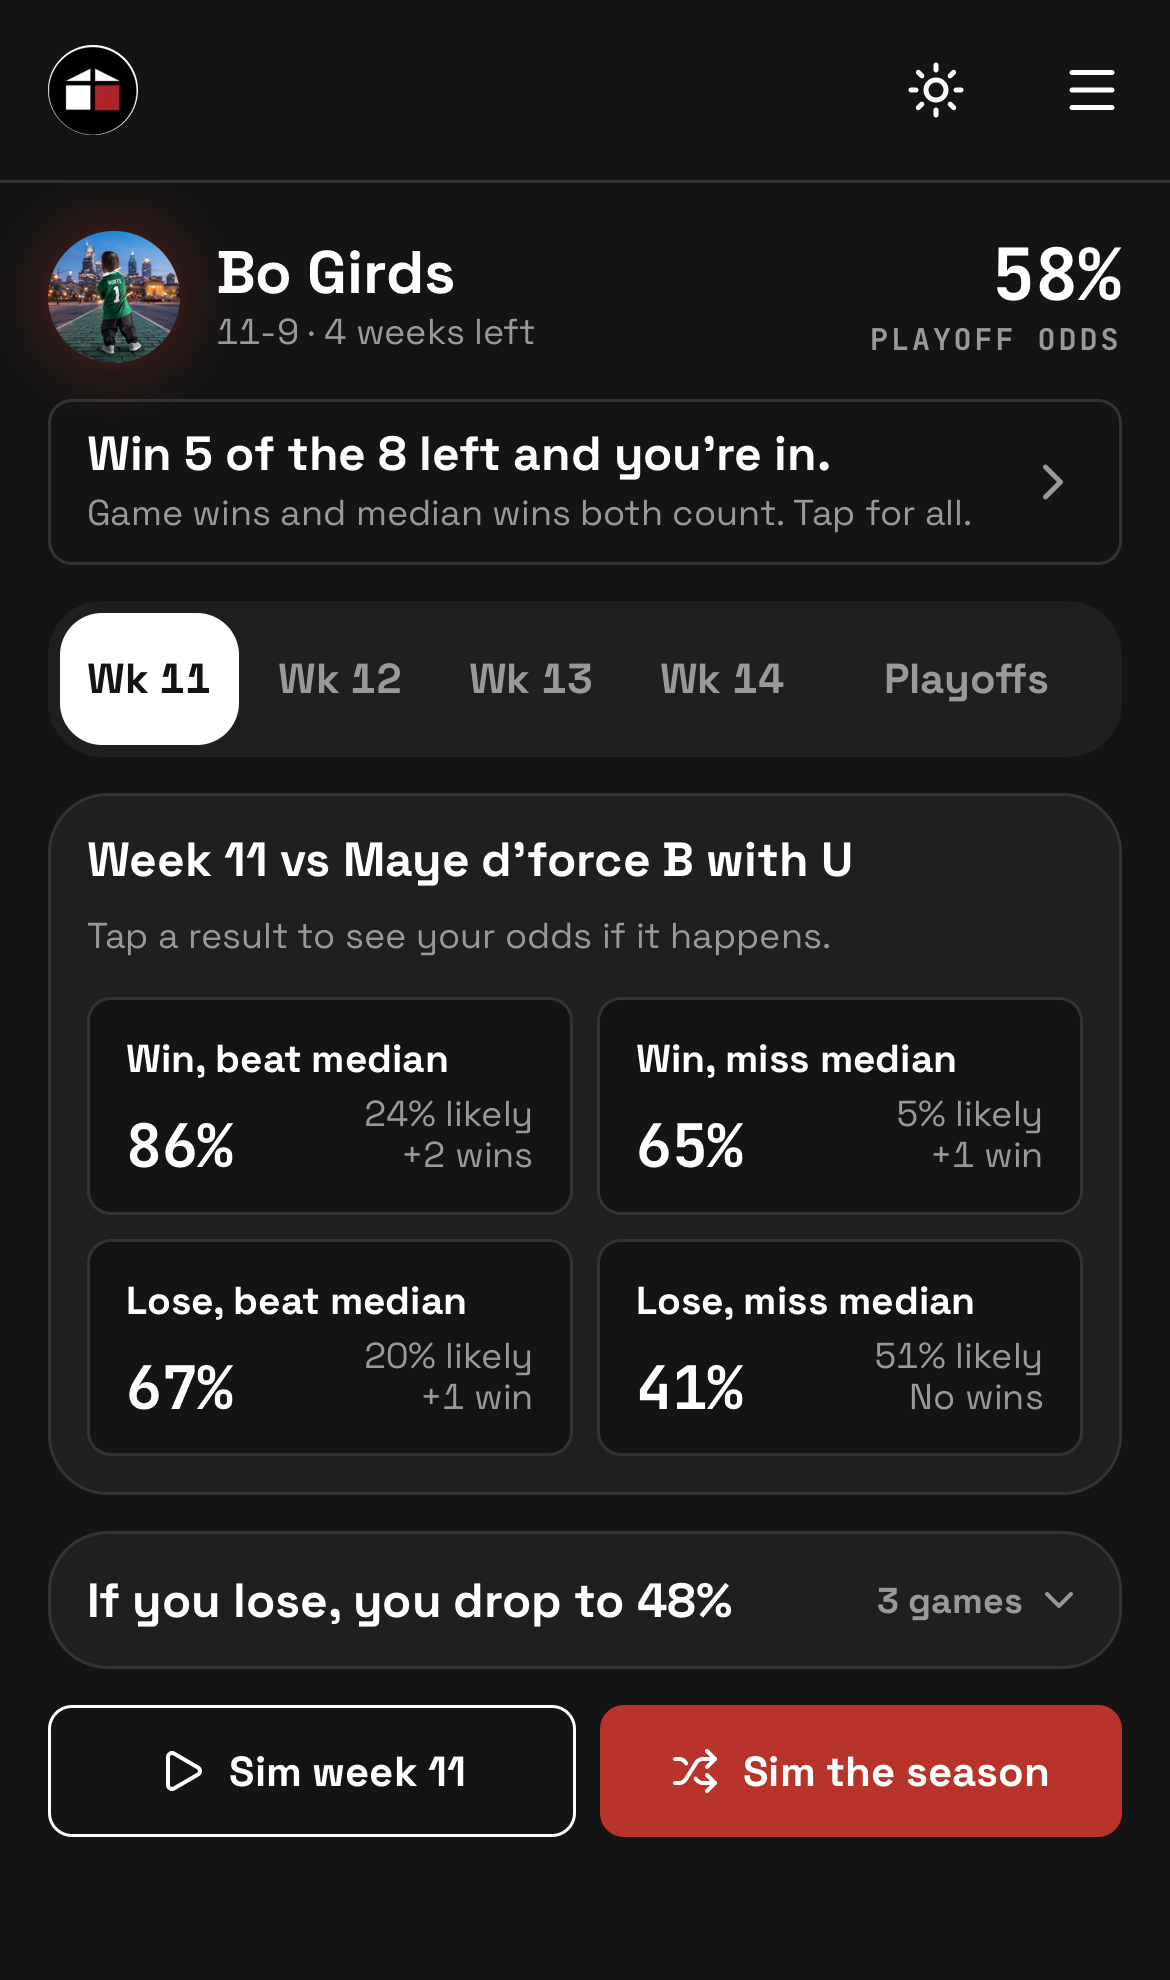 Bo Girds
11-9 · 4 weeks left
58%
PLAYOFF ODDS
Win 5 of the 8 left and you’re in.
Game wins and median wins both count. Tap for all.
Wk 11 Wk 12 Wk 13 Wk 14 Playoffs
Week 11 vs Maye d’force B with U
Tap a result to see your odds if it happens.
Win, beat median
86%
24% likely
+2 wins
Win, miss median
65%
5% likely
+1 win
Lose, beat median
67%
20% likely
+1 win
Lose, miss median
41%
51% likely
No wins
If you lose, you drop to 48%
3 games
Sim week 11
Sim the season